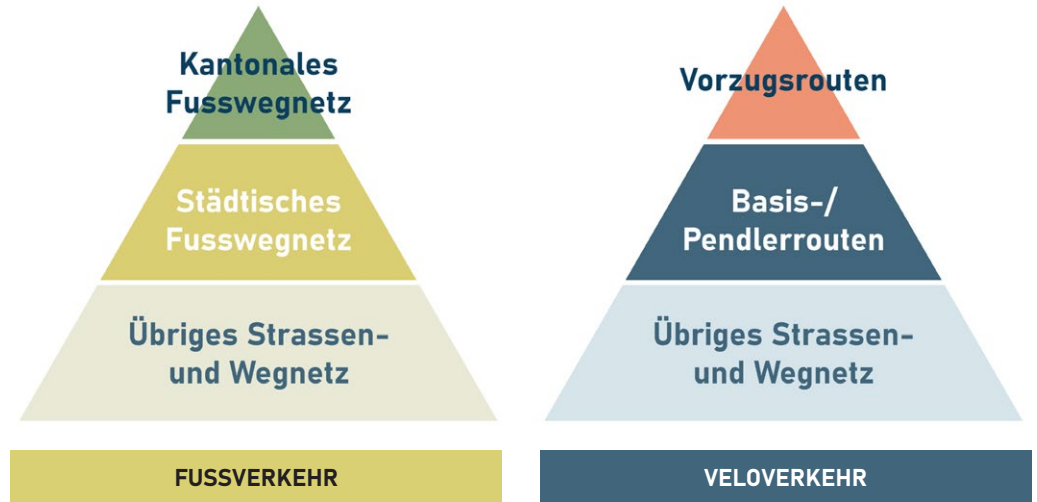 Kantonales
Fusswegnetz
Städtisches
Fusswegnetz
Übriges Strassen-
und Wegnetz
FUSSVERKEHR
Vorzugsrouten
Basis-/
Pendlerrouten
Übriges Strassen-
und Wegnetz
VELOVERKEHR